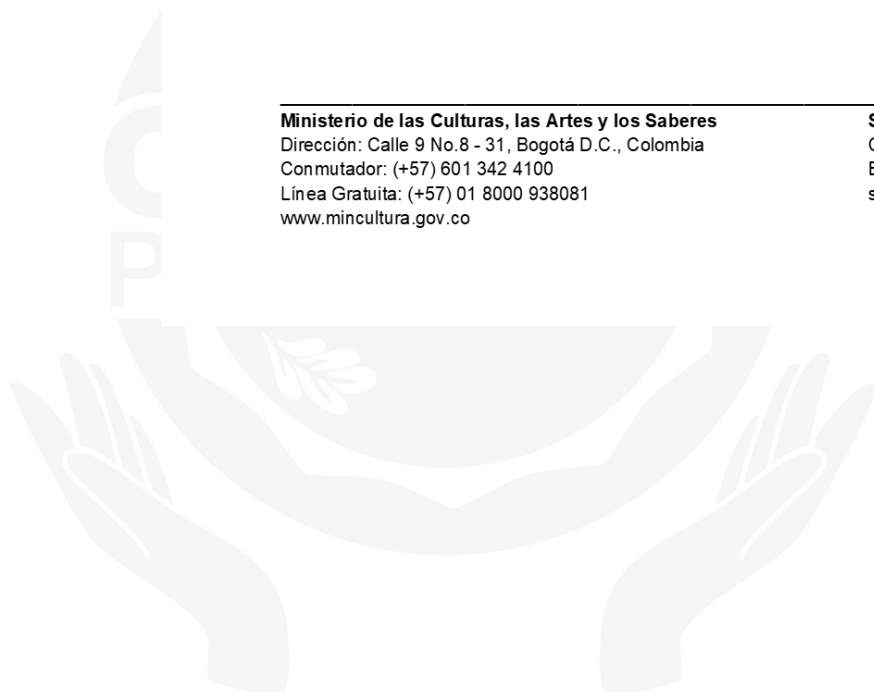 Ministerio de las Culturas, las Artes y los Saberes
Dirección: Calle 9 No.8 - 31, Bogotá D.C., Colombia
Conmutador: (+57) 601 342 4100
Línea Gratuita: (+57) 01 8000 938081
www.mincultura.gov.co